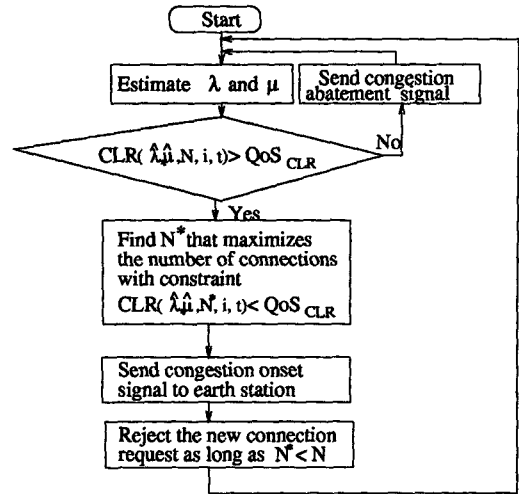 Start
Estimate λ and μ
Send congestion
abatement signal
CLR( λ̂,μ̂,N, i, t)> QoS CLR
No
Yes
Find N* that maximizes
the number of connections
with constraint
CLR( λ̂,μ̂,N*, i, t)< QoS CLR
Send congestion onset
signal to earth station
Reject the new connection
request as long as N*< N